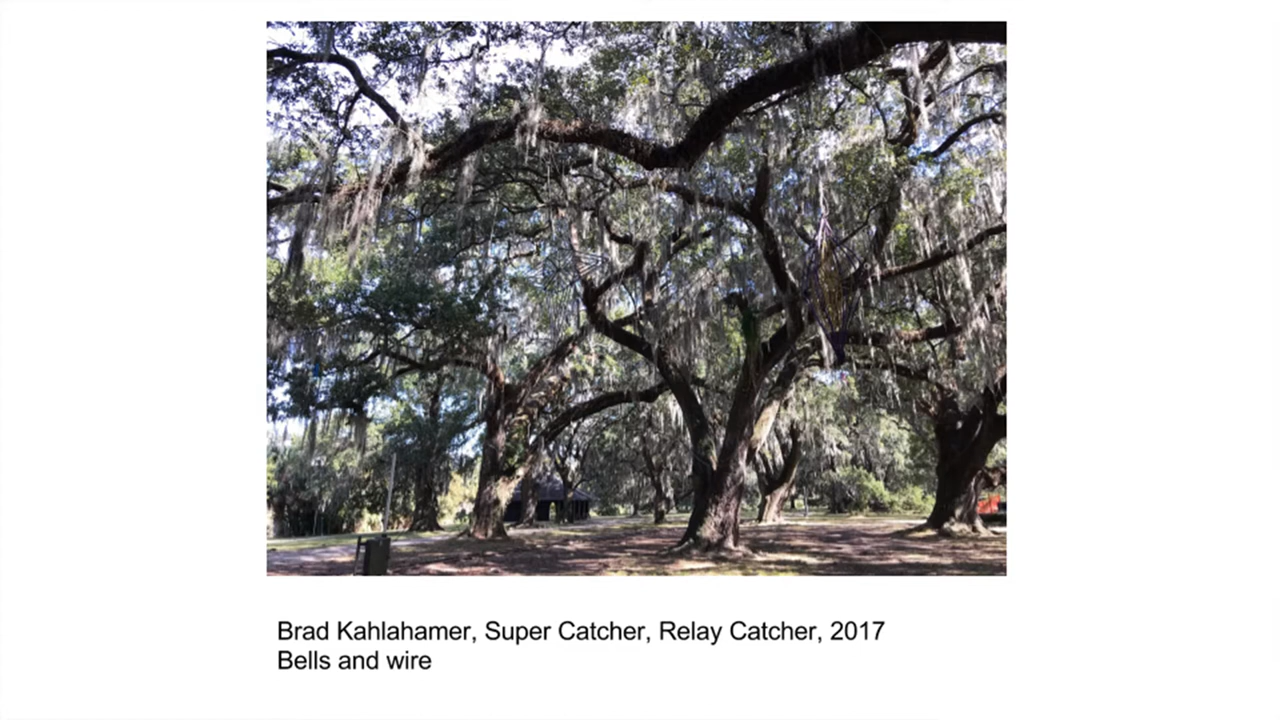 Brad Kahlahamer, Super Catcher, Relay Catcher, 2017
Bells and wire